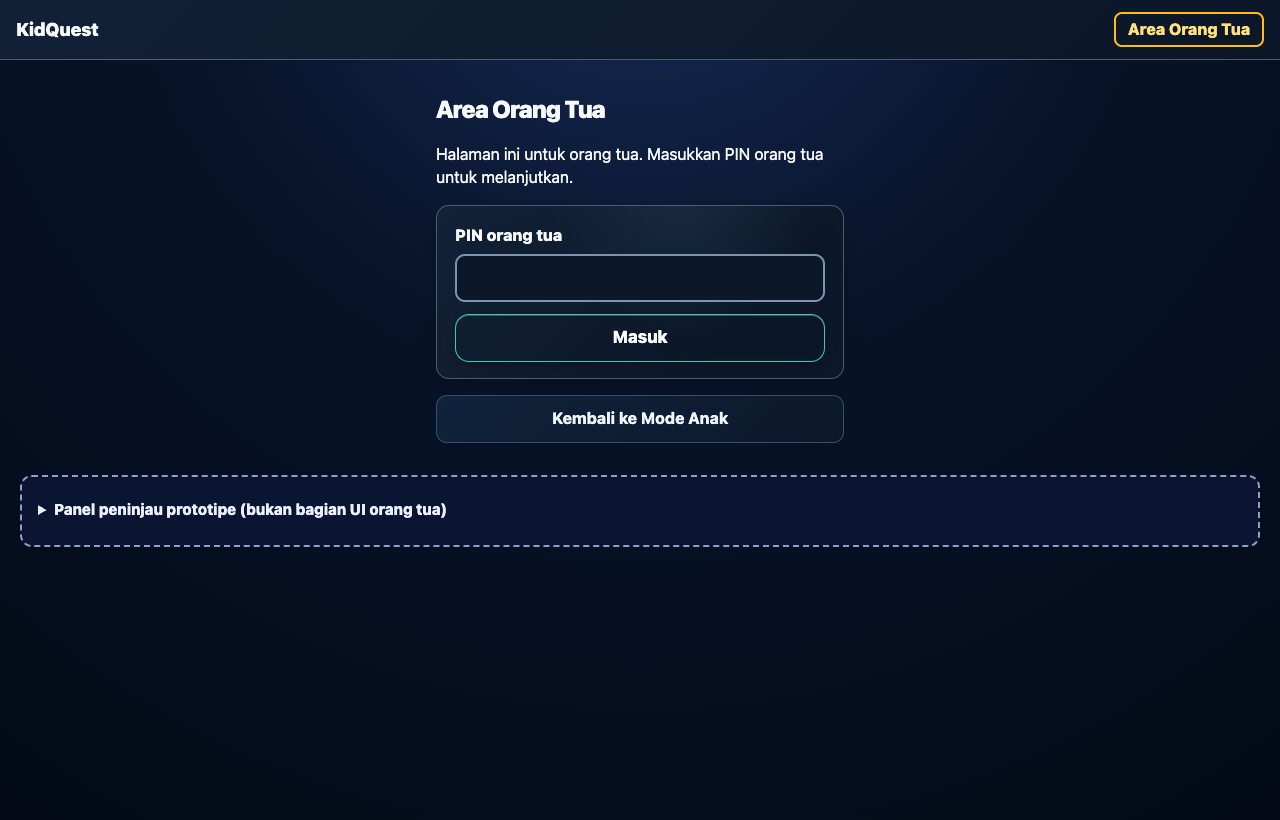 KidQuest
Area Orang Tua
Area Orang Tua
Halaman ini untuk orang tua. Masukkan PIN orang tua
untuk melanjutkan.
PIN orang tua
Masuk
Kembali ke Mode Anak
Panel peninjau prototipe (bukan bagian UI orang tua)